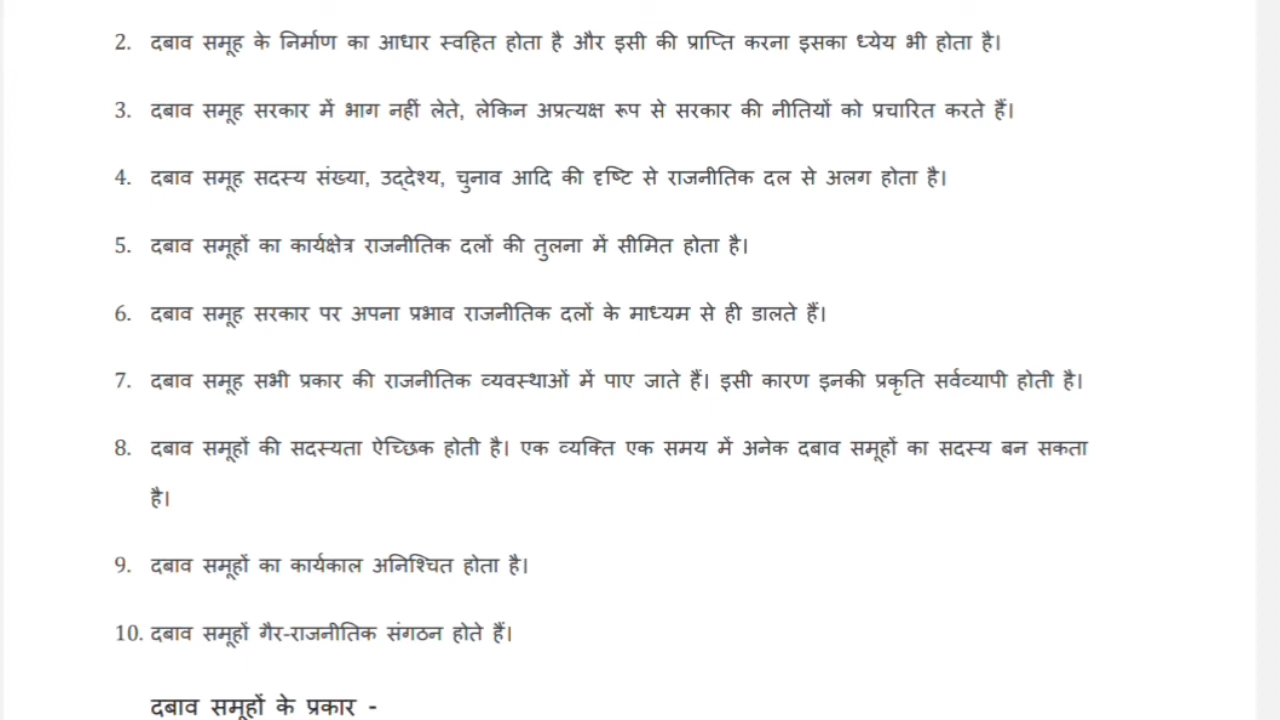 2. दबाव समूह के निर्माण का आधार स्वहित होता है और इसी की प्राप्ति करना इसका ध्येय भी होता है।
3. दबाव समूह सरकार में भाग नहीं लेते, लेकिन अप्रत्यक्ष रूप से सरकार की नीतियों को प्रचारित करते हैं।
4. दबाव समूह सदस्य संख्या, उद्देश्य, चुनाव आदि की दृष्टि से राजनीतिक दल से अलग होता है।
5. दबाव समूहों का कार्यक्षेत्र राजनीतिक दलों की तुलना में सीमित होता है।
6. दबाव समूह सरकार पर अपना प्रभाव राजनीतिक दलों के माध्यम से ही डालते हैं।
7. दबाव समूह सभी प्रकार की राजनीतिक व्यवस्थाओं में पाए जाते हैं। इसी कारण इनकी प्रकृति सर्वव्यापी होती है।
8. दबाव समूहों की सदस्यता ऐच्छिक होती है। एक व्यक्ति एक समय में अनेक दबाव समूहों का सदस्य बन सकता
है।
9. दबाव समूहों का कार्यकाल अनिश्चित होता है।
10. दबाव समूहों गैर-राजनीतिक संगठन होते हैं।
दबाव समूहों के प्रकार -